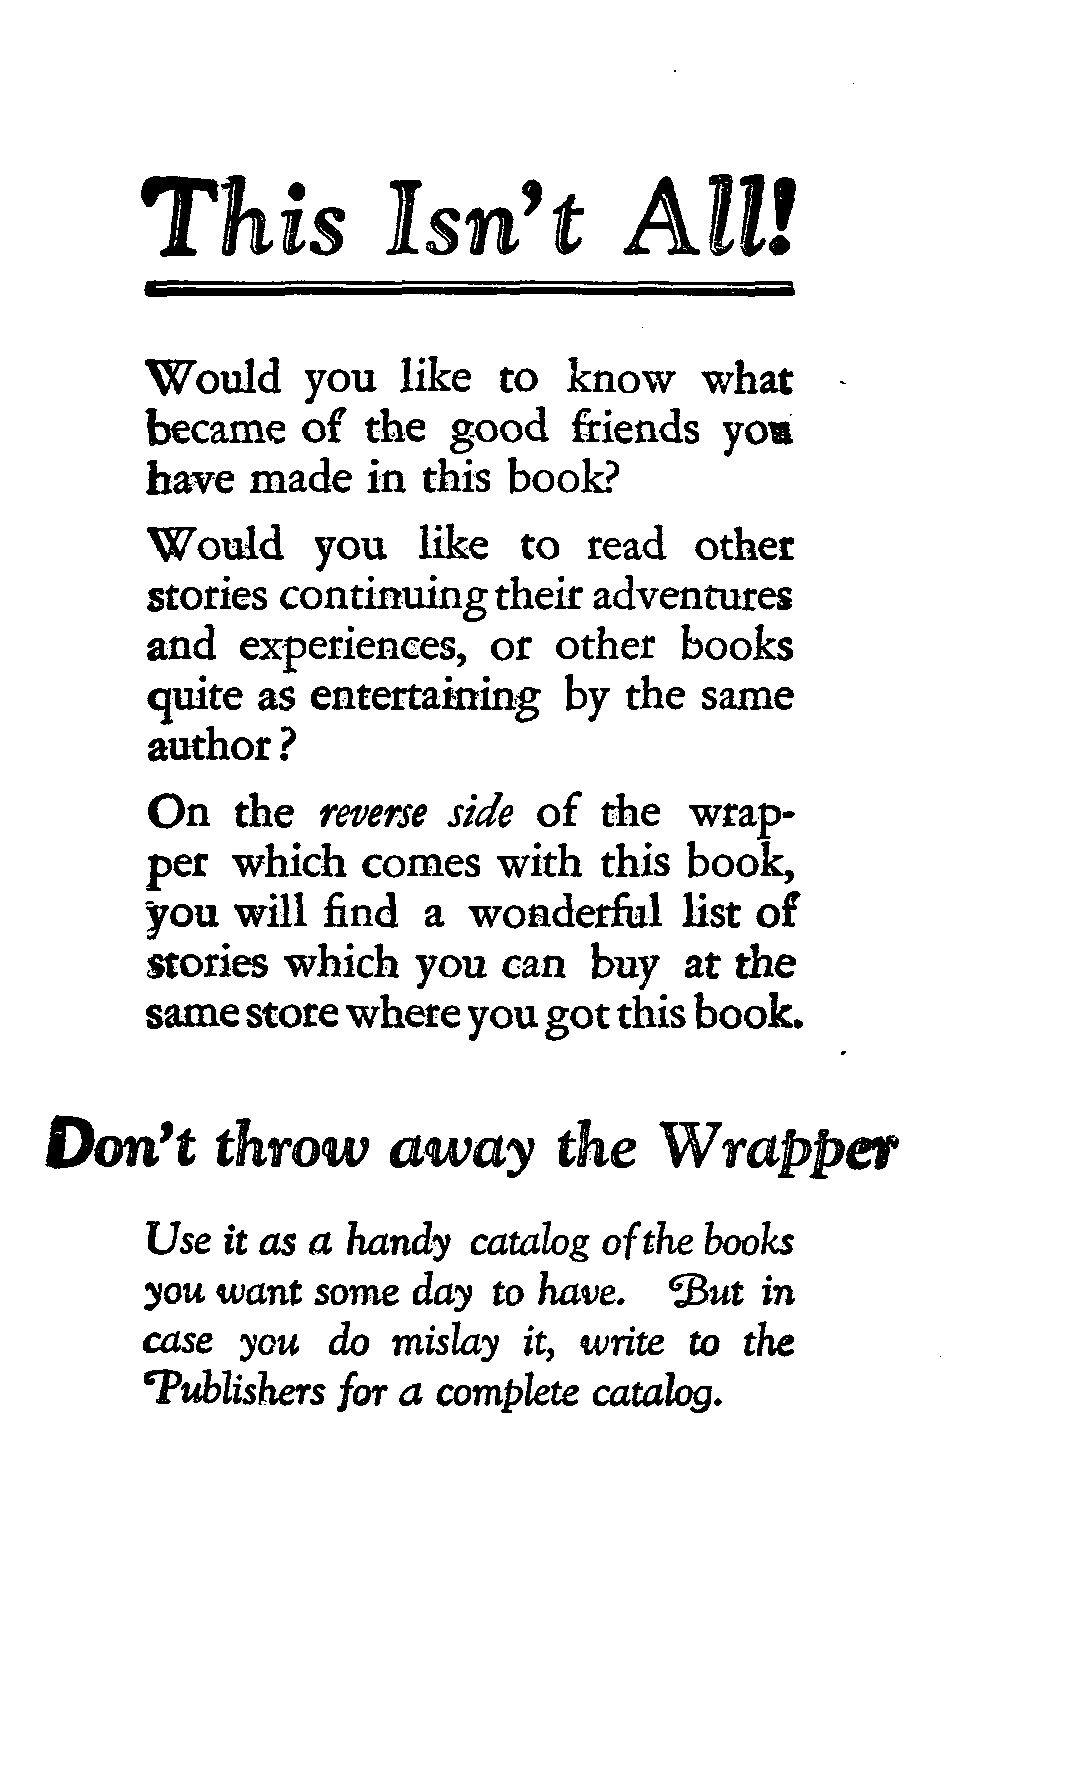 This Isn't All!
Would you like to know what
became of the good friends you
have made in this book?
Would you like to read other
stories continuing their adventures
and experiences, or other books
quite as entertaining by the same
author?
On the reverse side of the wrap-
per which comes with this book,
you will find a wonderful list of
stories which you can buy at the
same store where you got this book.
Don't throw away the Wrapper
Use it as a handy catalog of the books
you want some day to have. But in
case you do mislay it, write to the
Publishers for a complete catalog.